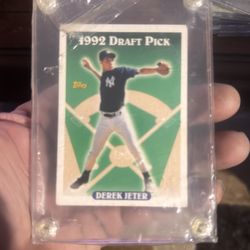 1992 DRAFT PICK
Topps
NY
DEREK JETER